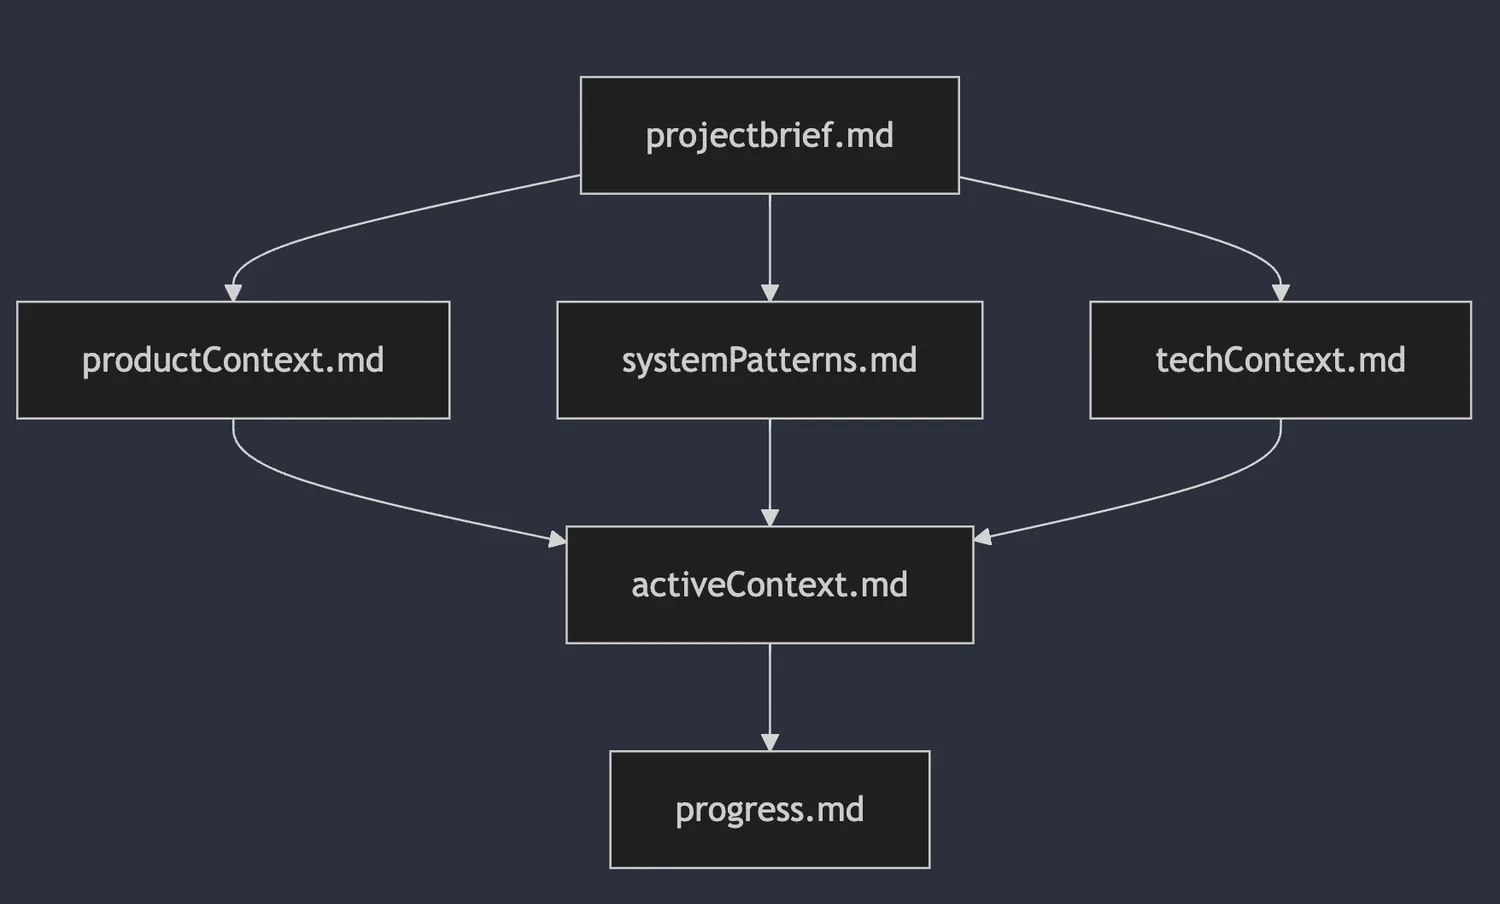 projectbrief.md
productContext.md
systemPatterns.md
techContext.md
activeContext.md
progress.md